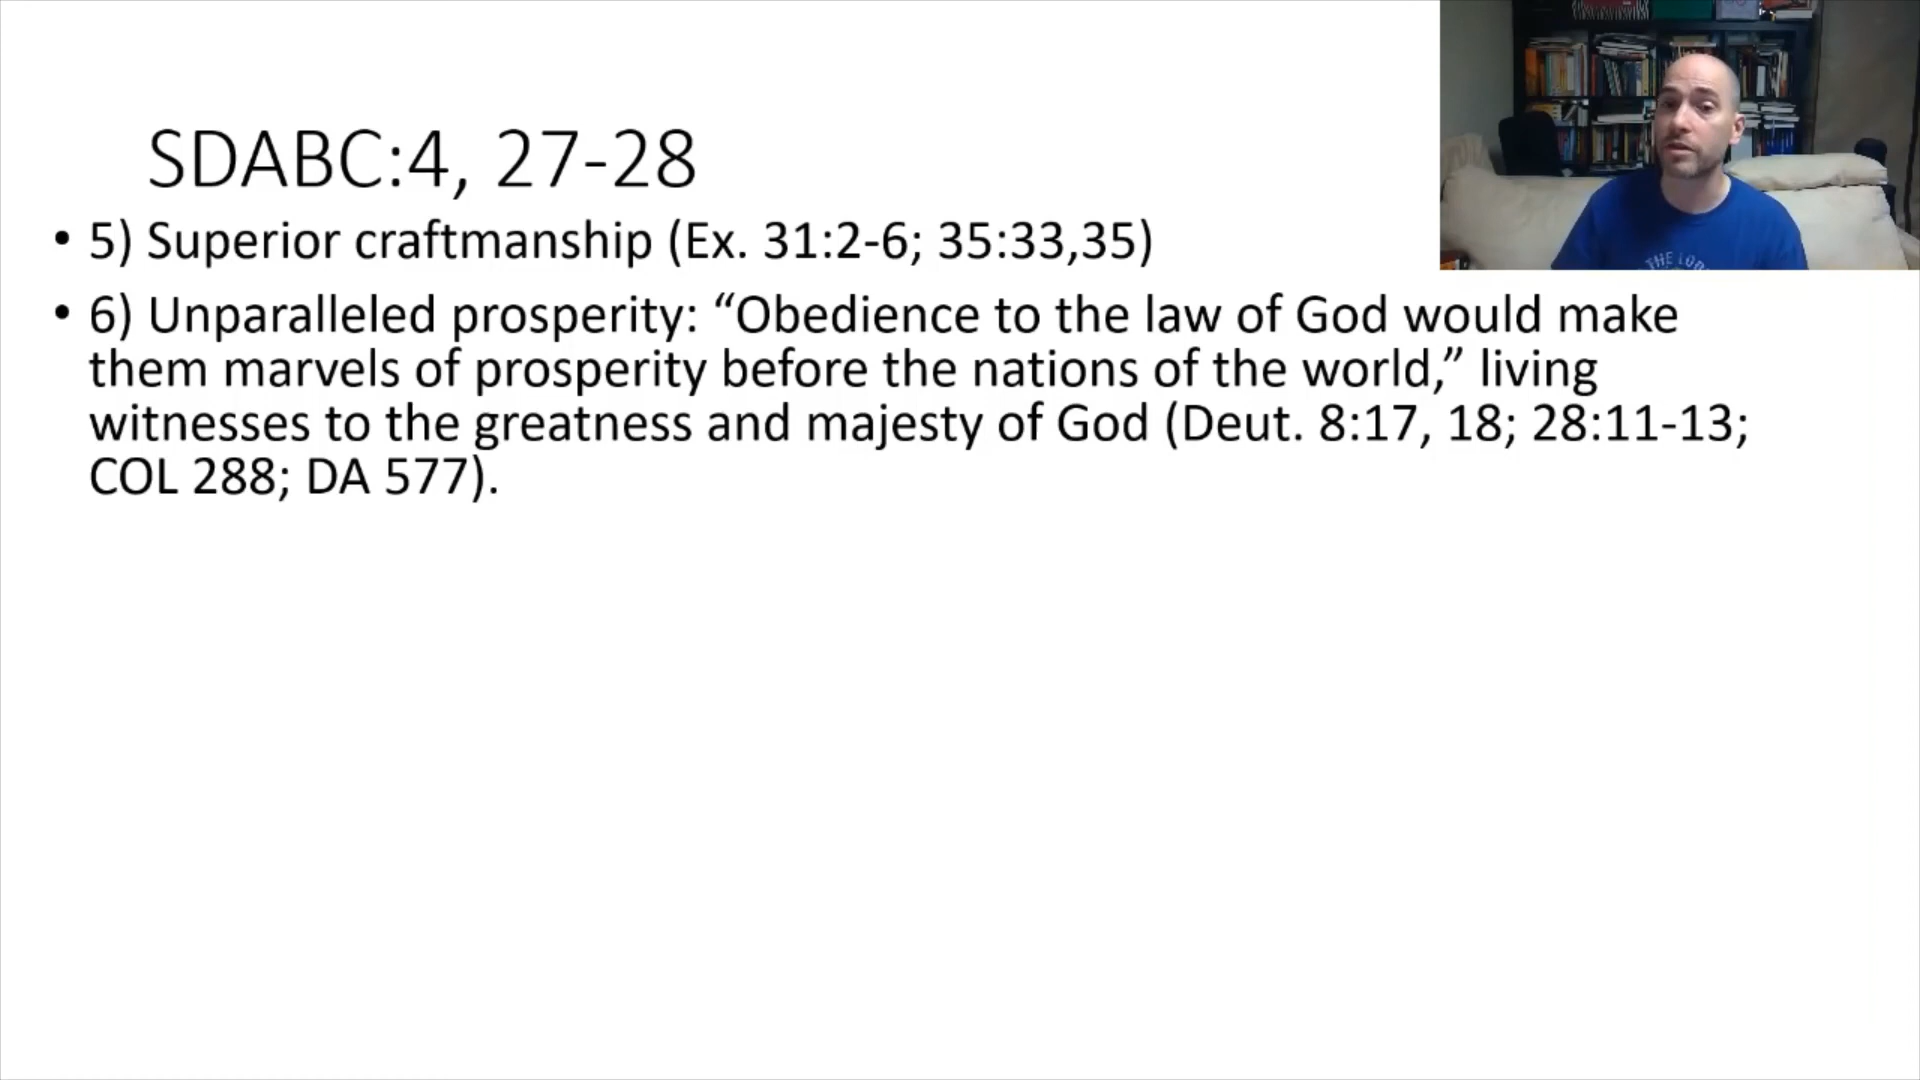 SDABC:4, 27-28
• 5) Superior craftmanship (Ex. 31:2-6; 35:33,35)
• 6) Unparalleled prosperity: “Obedience to the law of God would make
them marvels of prosperity before the nations of the world,” living
witnesses to the greatness and majesty of God (Deut. 8:17, 18; 28:11-13;
COL 288; DA 577).
THE LORD